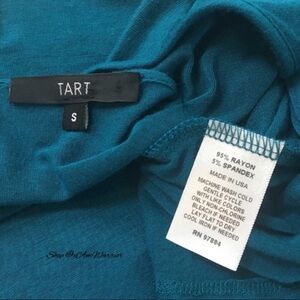 TART
S
95% RAYON
5% SPANDEX
MADE IN USA
MACHINE WASH COLD
GENTLE CYCLE
WITH LIKE COLORS
ONLY NON-CHLORINE
BLEACH IF NEEDED
LAY FLAT TO DRY
COOL IRON IF NEEDED
RN 97894